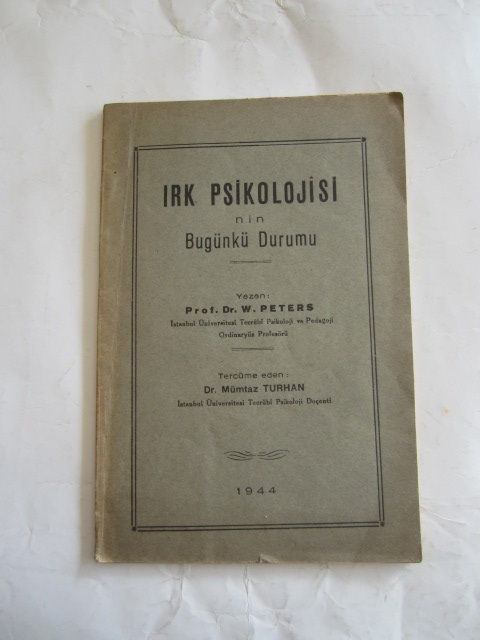 IRK PSİKOLOJİSİ
nin
Bugünkü Durumu
Yazan:
Prof. Dr. W. PETERS
İstanbul Üniversitesi Tecrübî Psikoloji ve Pedagoji
Ordinaryüs Profesörü
Tercüme eden:
Dr. Mümtaz TURHAN
İstanbul Üniversitesi Tecrübî Psikoloji Doçenti
1944